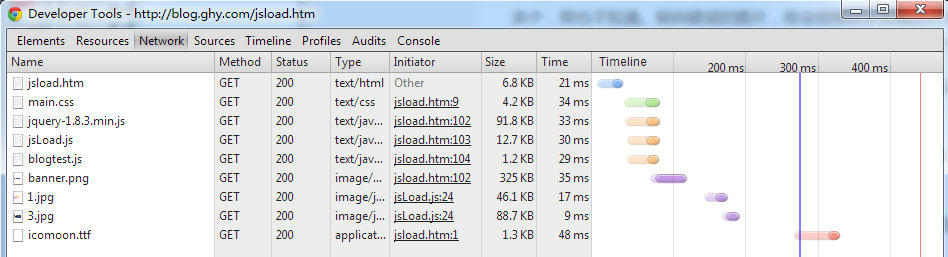 Developer Tools - http://blog.ghy.com/jsload.htm
Elements Resources Network Sources Timeline Profiles Audits Console
Name Method Status Type Initiator Size Time Timeline 200 ms 300 ms 400 ms
jsload.htm GET 200 text/html Other 6.8 KB 21 ms
main.css GET 200 text/css jsload.htm:9 4.2 KB 34 ms
jquery-1.8.3.min.js GET 200 text/jav... jsload.htm:102 91.8 KB 33 ms
jsLoad.js GET 200 text/jav... jsload.htm:103 12.7 KB 30 ms
blogtest.js GET 200 text/jav... jsload.htm:104 1.2 KB 29 ms
banner.png GET 200 image/... jsload.htm:102 325 KB 35 ms
1.jpg GET 200 image/j... jsLoad.js:24 46.1 KB 17 ms
3.jpg GET 200 image/j... jsLoad.js:24 88.7 KB 9 ms
icomoon.ttf GET 200 applicat... jsload.htm:1 1.3 KB 48 ms